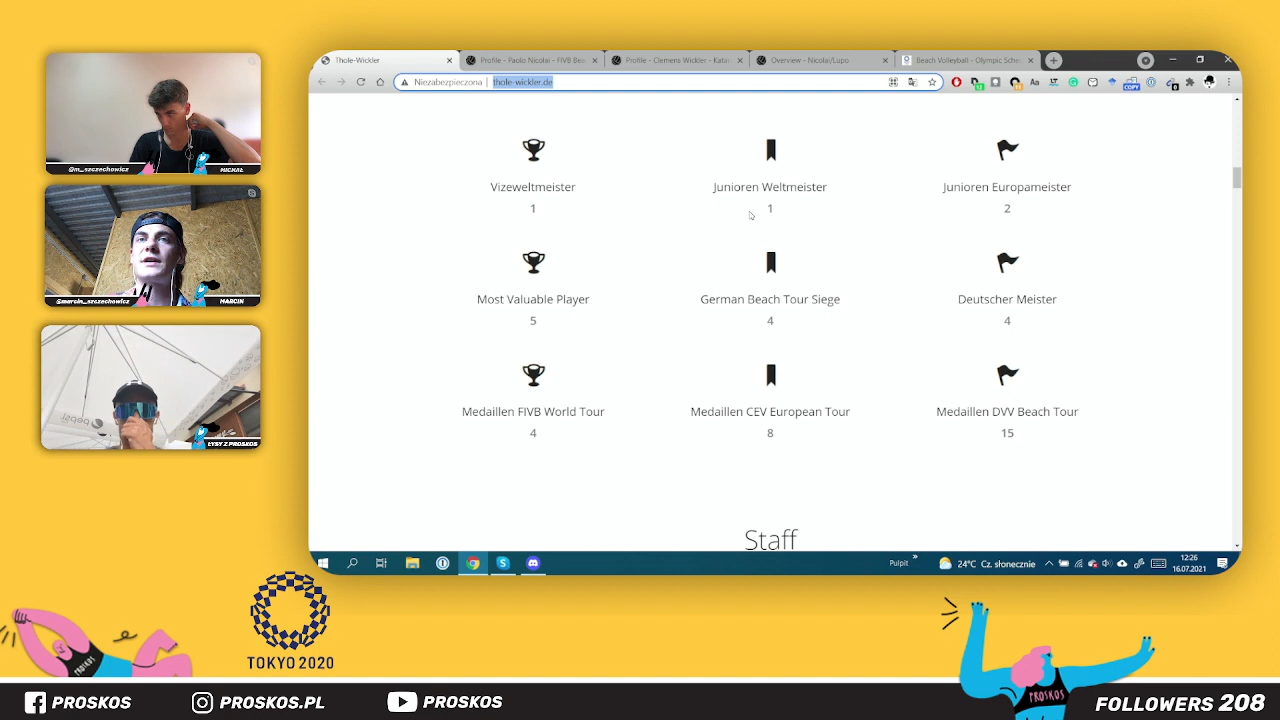 Thole-Wickler
Profile - Paolo Nicolai - FIVB Bea
Profile - Clemens Wickler - Kata
Overview - Nicolai/Lupo
Beach Volleyball - Olympic Sche
Niezabezpieczona | thole-wickler.de
Vizeweltmeister
1
Junioren Weltmeister
1
Junioren Europameister
2
Most Valuable Player
5
German Beach Tour Siege
4
Deutscher Meister
4
Medaillen FIVB World Tour
4
Medaillen CEV European Tour
8
Medaillen DVV Beach Tour
15
Staff
Pulpit
24°C Cz. słonecznie
12:26
16.07.2021
@m_szczechowicz
MICHAŁ
@marcin_szczechowicz
MARCIN
ŁYSY Z PROSKOS
TOKYO 2020
PROSKOS
PROSKOS
PROSKOS
PROSKOS.PL
PROSKOS
FOLLOWERS 208